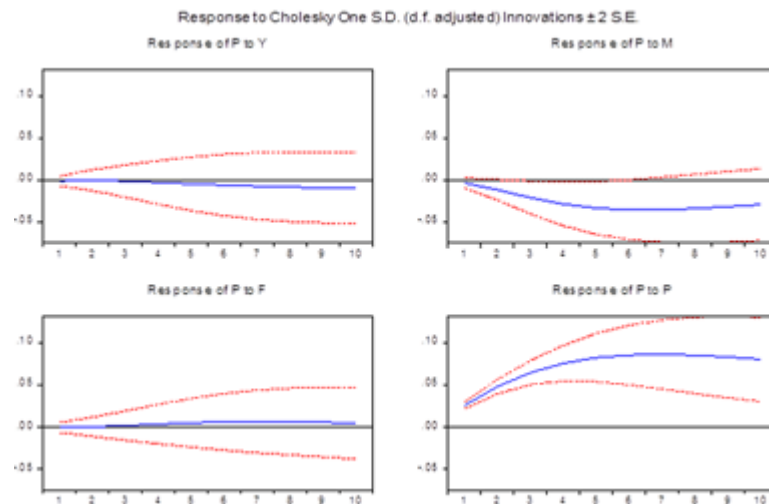 Response to Cholesky One S.D. (d.f. adjusted) Innovations ± 2 S.E.
Response of P to Y
.10
.05
.00
-.05
1 2 3 4 5 6 7 8 9 10
Response of P to M
.10
.05
.00
-.05
1 2 3 4 5 6 7 8 9 10
Response of P to F
.10
.05
.00
-.05
1 2 3 4 5 6 7 8 9 10
Response of P to P
.10
.05
.00
-.05
1 2 3 4 5 6 7 8 9 10